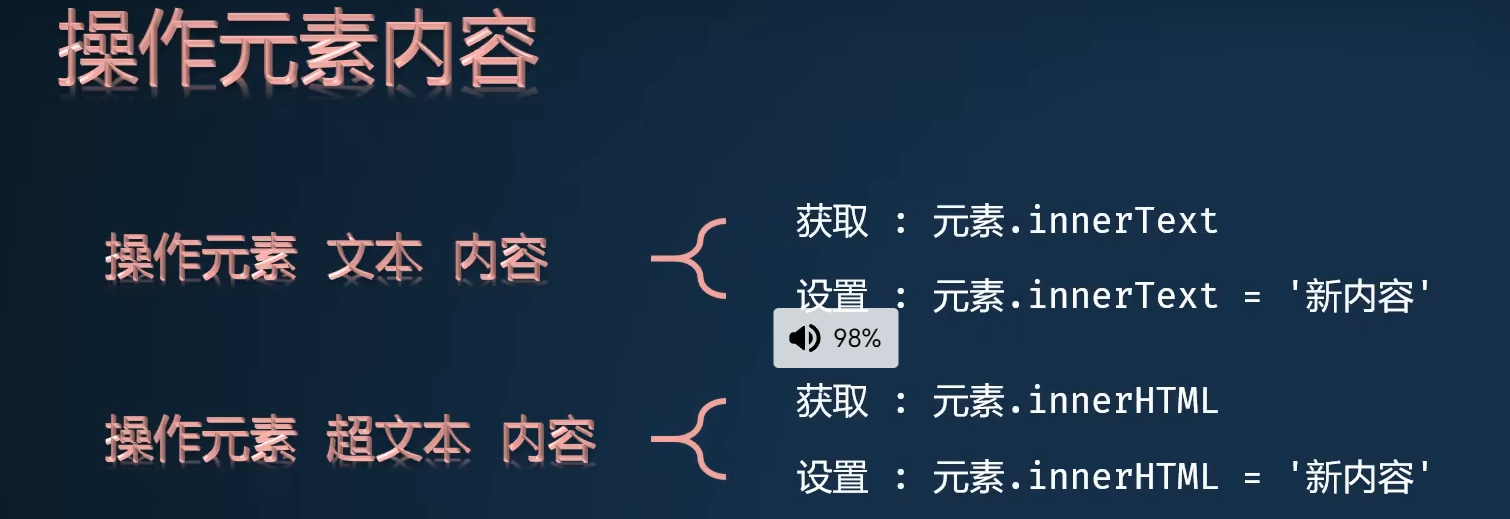 操作元素内容
操作元素 文本 内容
获取 : 元素.innerText
设置 : 元素.innerText = '新内容'
98%
操作元素 超文本 内容
获取 : 元素.innerHTML
设置 : 元素.innerHTML = '新内容'